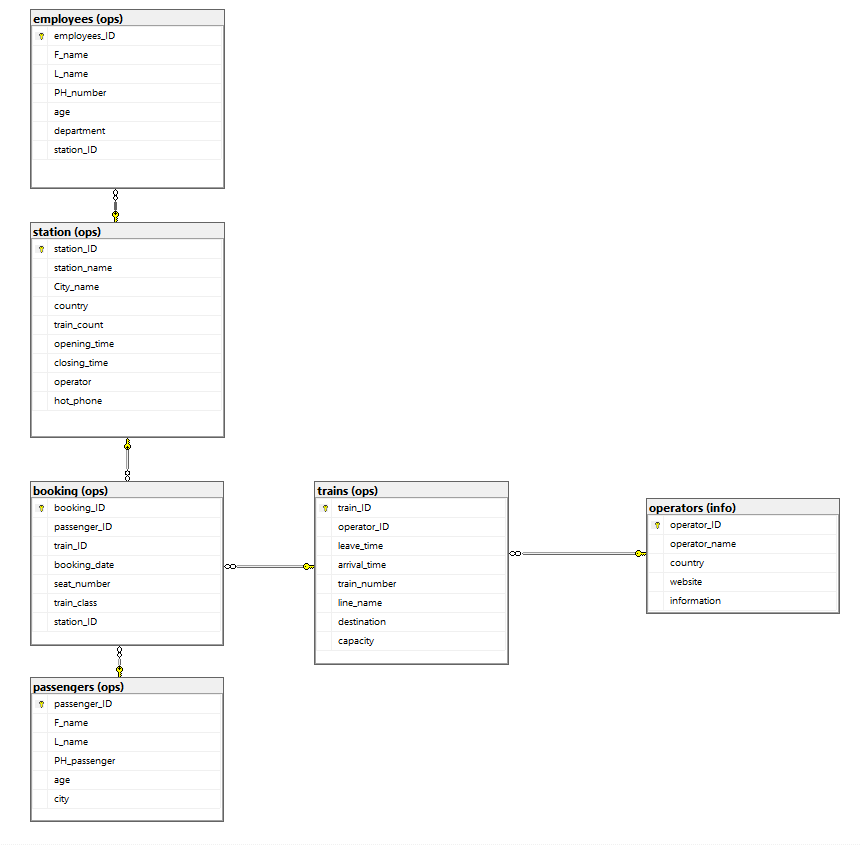 employees (ops)
employees_ID
F_name
L_name
PH_number
age
department
station_ID
station (ops)
station_ID
station_name
City_name
country
train_count
opening_time
closing_time
operator
hot_phone
booking (ops)
booking_ID
passenger_ID
train_ID
booking_date
seat_number
train_class
station_ID
trains (ops)
train_ID
operator_ID
leave_time
arrival_time
train_number
line_name
destination
capacity
operators (info)
operator_ID
operator_name
country
website
information
passengers (ops)
passenger_ID
F_name
L_name
PH_passenger
age
city